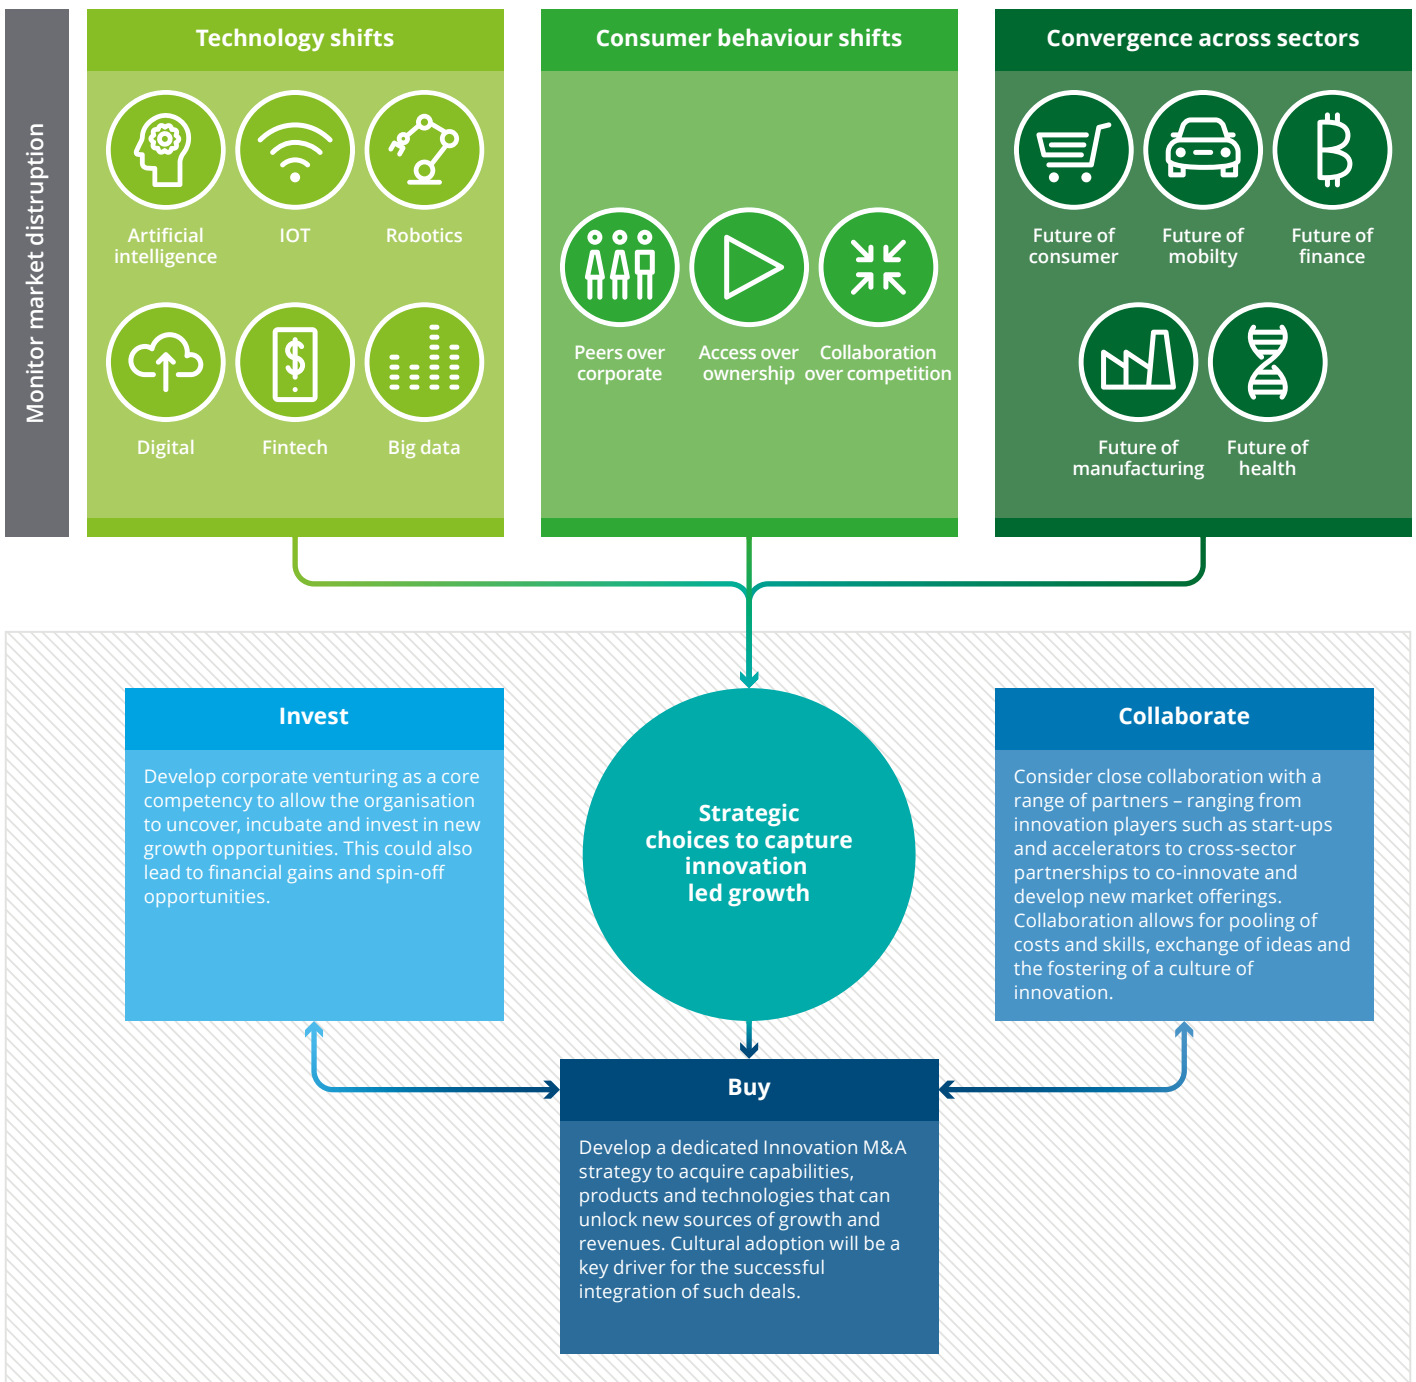 Monitor market distruption
Technology shifts
Artificial
intelligence
IOT
Robotics
Digital
Fintech
Big data
Consumer behaviour shifts
Peers over
corporate
Access over
ownership
Collaboration
over competition
Convergence across sectors
Future of
consumer
Future of
mobilty
Future of
finance
Future of
manufacturing
Future of
health
Invest
Develop corporate venturing as a core
competency to allow the organisation
to uncover, incubate and invest in new
growth opportunities. This could also
lead to financial gains and spin-off
opportunities.
Strategic
choices to capture
innovation
led growth
Collaborate
Consider close collaboration with a
range of partners – ranging from
innovation players such as start-ups
and accelerators to cross-sector
partnerships to co-innovate and
develop new market offerings.
Collaboration allows for pooling of
costs and skills, exchange of ideas and
the fostering of a culture of
innovation.
Buy
Develop a dedicated Innovation M&A
strategy to acquire capabilities,
products and technologies that can
unlock new sources of growth and
revenues. Cultural adoption will be a
key driver for the successful
integration of such deals.